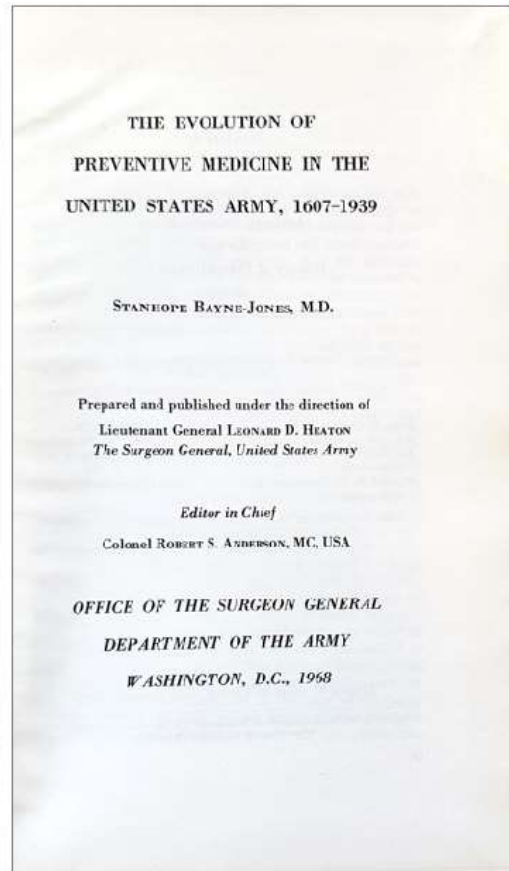 THE EVOLUTION OF
PREVENTIVE MEDICINE IN THE
UNITED STATES ARMY, 1607-1939
STANHOPE BAYNE-JONES, M.D.
Prepared and published under the direction of
Lieutenant General LEONARD D. HEATON
The Surgeon General, United States Army
Editor in Chief
Colonel ROBERT S. ANDERSON, MC, USA
OFFICE OF THE SURGEON GENERAL
DEPARTMENT OF THE ARMY
WASHINGTON, D.C., 1968